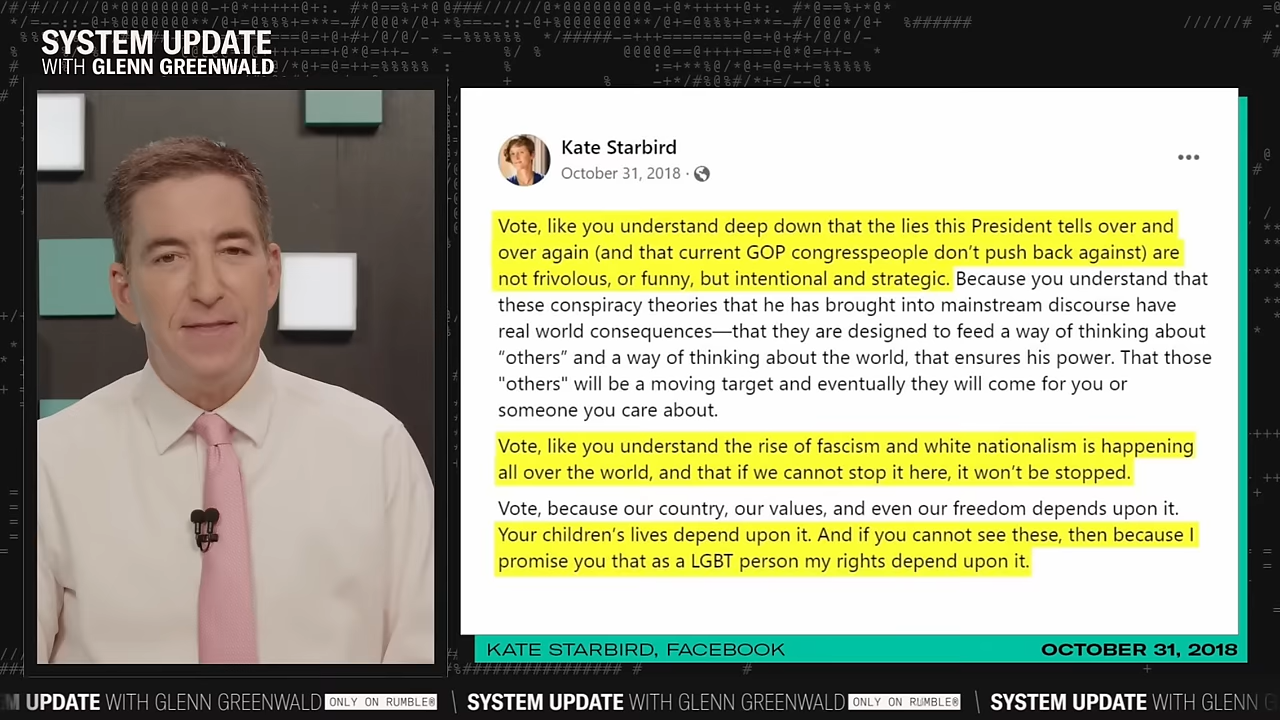 SYSTEM UPDATE
WITH GLENN GREENWALD
Kate Starbird
October 31, 2018 ·
Vote, like you understand deep down that the lies this President tells over and
over again (and that current GOP congresspeople don’t push back against) are
not frivolous, or funny, but intentional and strategic. Because you understand that
these conspiracy theories that he has brought into mainstream discourse have
real world consequences—that they are designed to feed a way of thinking about
“others” and a way of thinking about the world, that ensures his power. That those
"others" will be a moving target and eventually they will come for you or
someone you care about.
Vote, like you understand the rise of fascism and white nationalism is happening
all over the world, and that if we cannot stop it here, it won’t be stopped.
Vote, because our country, our values, and even our freedom depends upon it.
Your children’s lives depend upon it. And if you cannot see these, then because I
promise you that as a LGBT person my rights depend upon it.
KATE STARBIRD, FACEBOOK OCTOBER 31, 2018
M UPDATE WITH GLENN GREENWALD ONLY ON RUMBLE® \ SYSTEM UPDATE WITH GLENN GREENWALD ONLY ON RUMBLE® \ SYSTEM UPDATE WITH GLENN